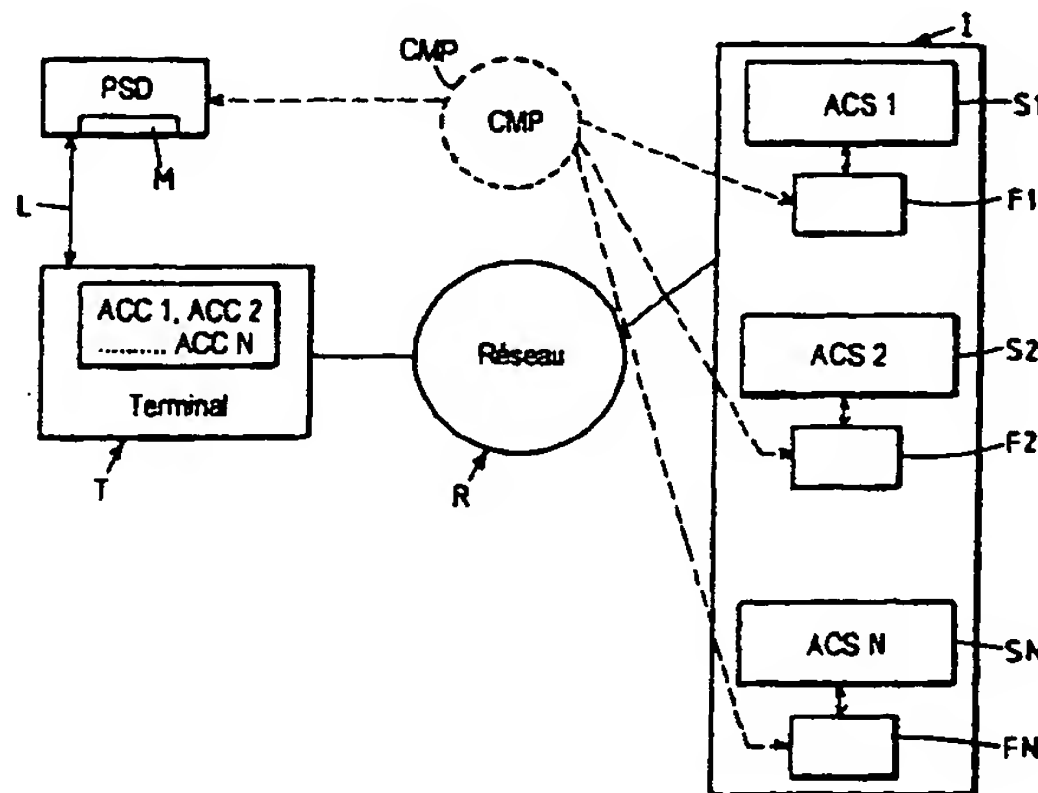 I
CMP
PSD
CMP
ACS 1
S1
M
L
F1
ACC 1, ACC 2
.......... ACC N
Terminal
Réseau
ACS 2
S2
T
R
F2
ACS N
SN
FN